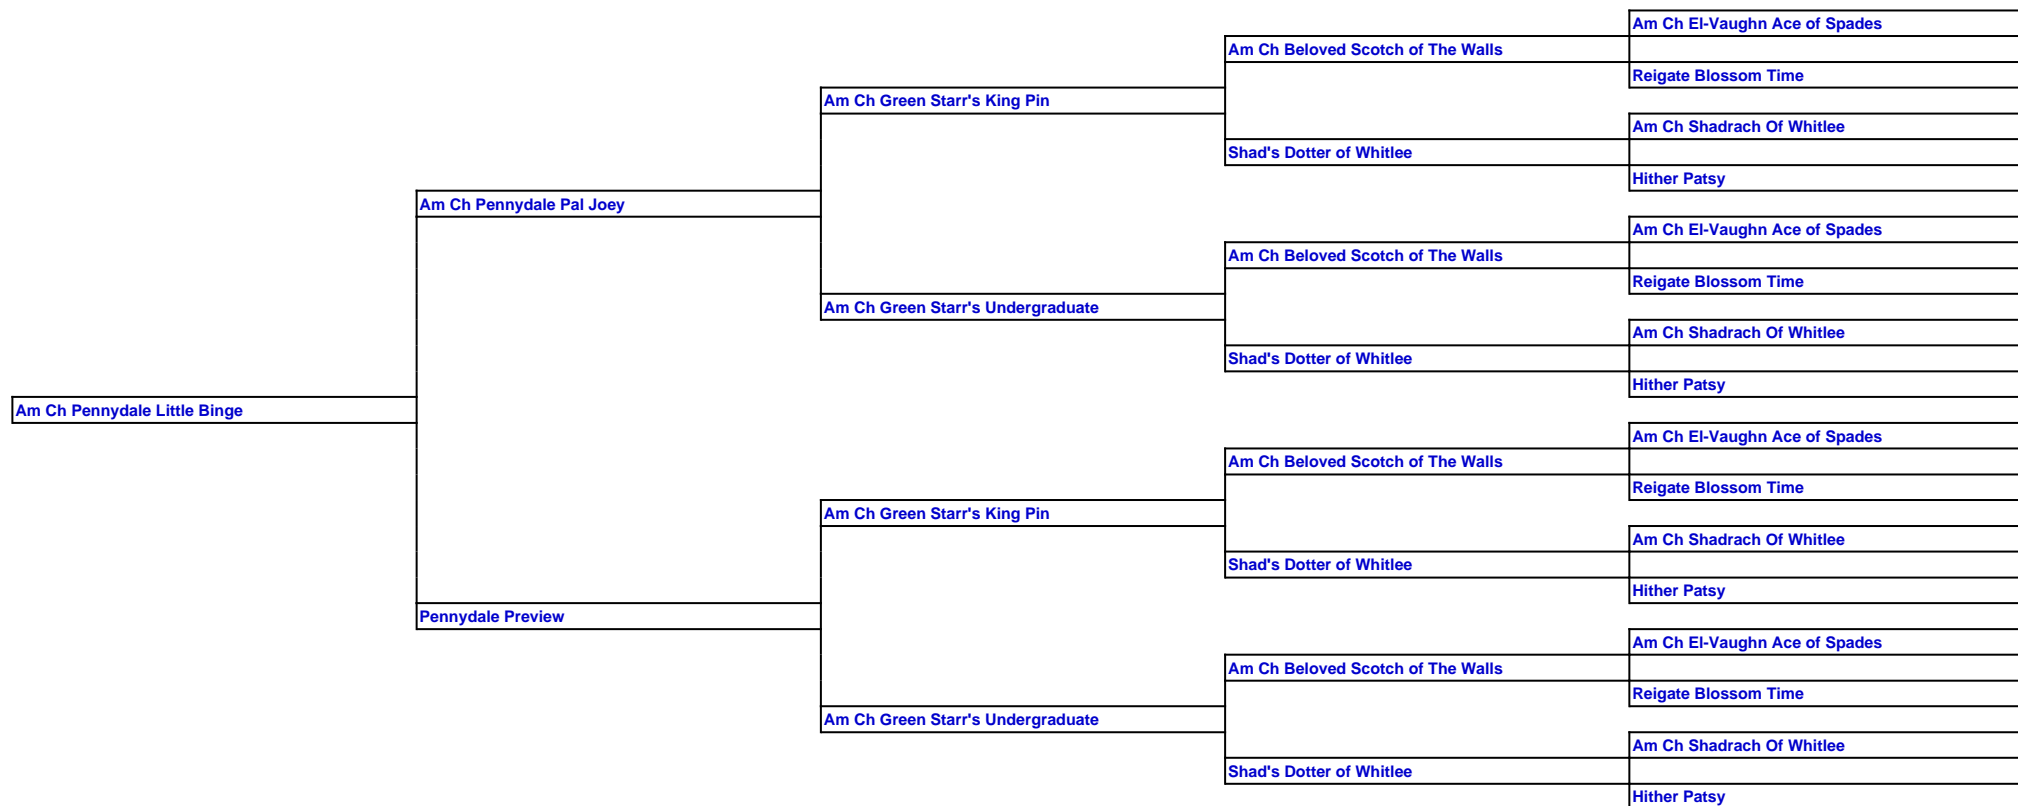 Am Ch El-Vaughn Ace of Spades
Am Ch Beloved Scotch of The Walls
Reigate Blossom Time
Am Ch Green Starr's King Pin
Am Ch Shadrach Of Whitlee
Shad's Dotter of Whitlee
Hither Patsy
Am Ch Pennydale Pal Joey
Am Ch El-Vaughn Ace of Spades
Am Ch Beloved Scotch of The Walls
Reigate Blossom Time
Am Ch Green Starr's Undergraduate
Am Ch Shadrach Of Whitlee
Shad's Dotter of Whitlee
Hither Patsy
Am Ch Pennydale Little Binge
Am Ch El-Vaughn Ace of Spades
Am Ch Beloved Scotch of The Walls
Reigate Blossom Time
Am Ch Green Starr's King Pin
Am Ch Shadrach Of Whitlee
Shad's Dotter of Whitlee
Hither Patsy
Pennydale Preview
Am Ch El-Vaughn Ace of Spades
Am Ch Beloved Scotch of The Walls
Reigate Blossom Time
Am Ch Green Starr's Undergraduate
Am Ch Shadrach Of Whitlee
Shad's Dotter of Whitlee
Hither Patsy